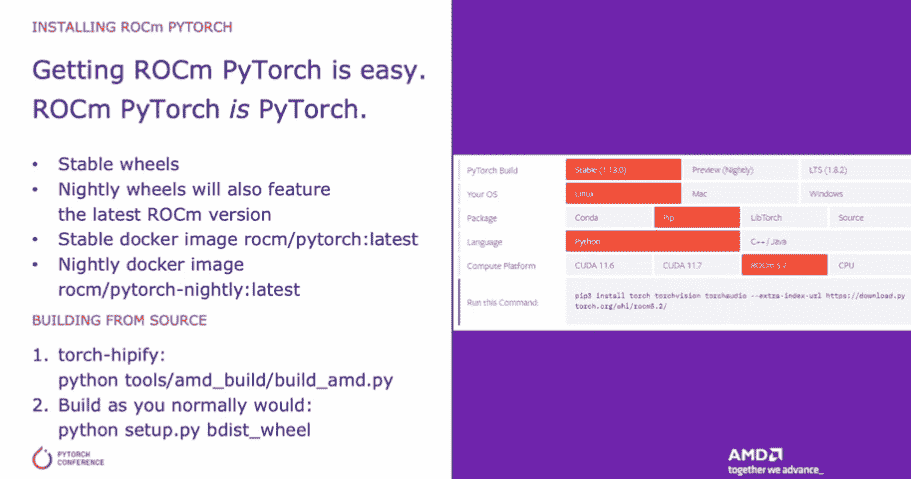 INSTALLING ROCm PYTORCH
Getting ROCm PyTorch is easy.
ROCm PyTorch is PyTorch.
• Stable wheels
• Nightly wheels will also feature
the latest ROCm version
• Stable docker image rocm/pytorch:latest
• Nightly docker image
rocm/pytorch-nightly:latest
BUILDING FROM SOURCE
1. torch-hipify:
python tools/amd_build/build_amd.py
2. Build as you normally would:
python setup.py bdist_wheel
PYTORCH
CONFERENCE
PyTorch Build Stable (1.13.0) Preview (Nightly) LTS (1.8.2)
Your OS Linux Mac Windows
Package Conda Pip LibTorch Source
Language Python C++ / Java
Compute Platform CUDA 11.6 CUDA 11.7 ROCm 5.2 CPU
Run this Command:
pip3 install torch torchvision torchaudio --extra-index-url https://download.py
torch.org/whl/rocm5.2/
AMD
together we advance_